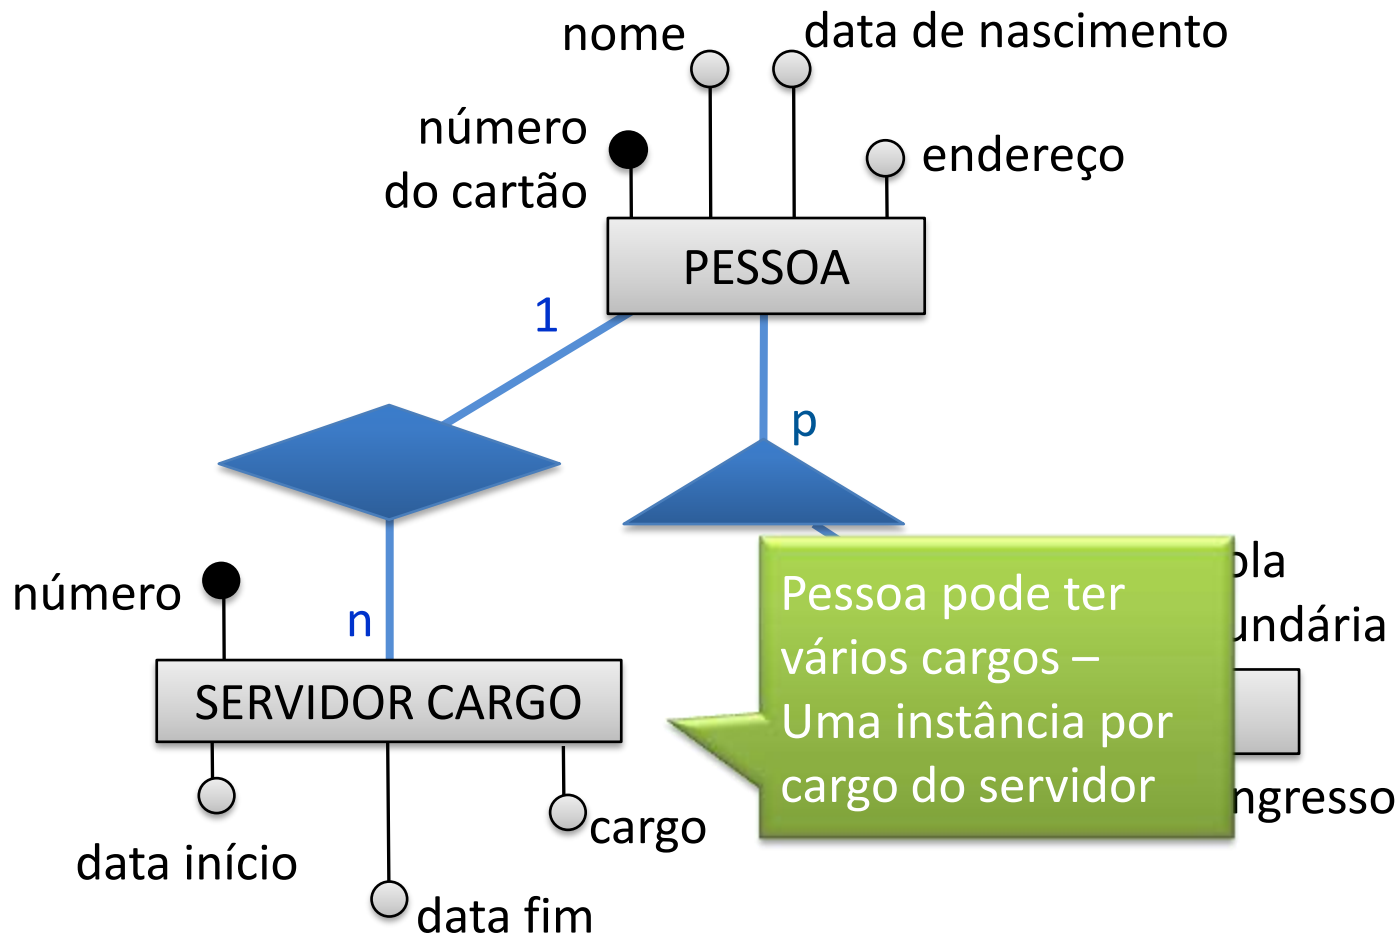 nome
data de nascimento
número
do cartão
endereço
PESSOA
1
p
número
n
SERVIDOR CARGO
Pessoa pode ter
vários cargos –
Uma instância por
cargo do servidor
data início
cargo
data fim